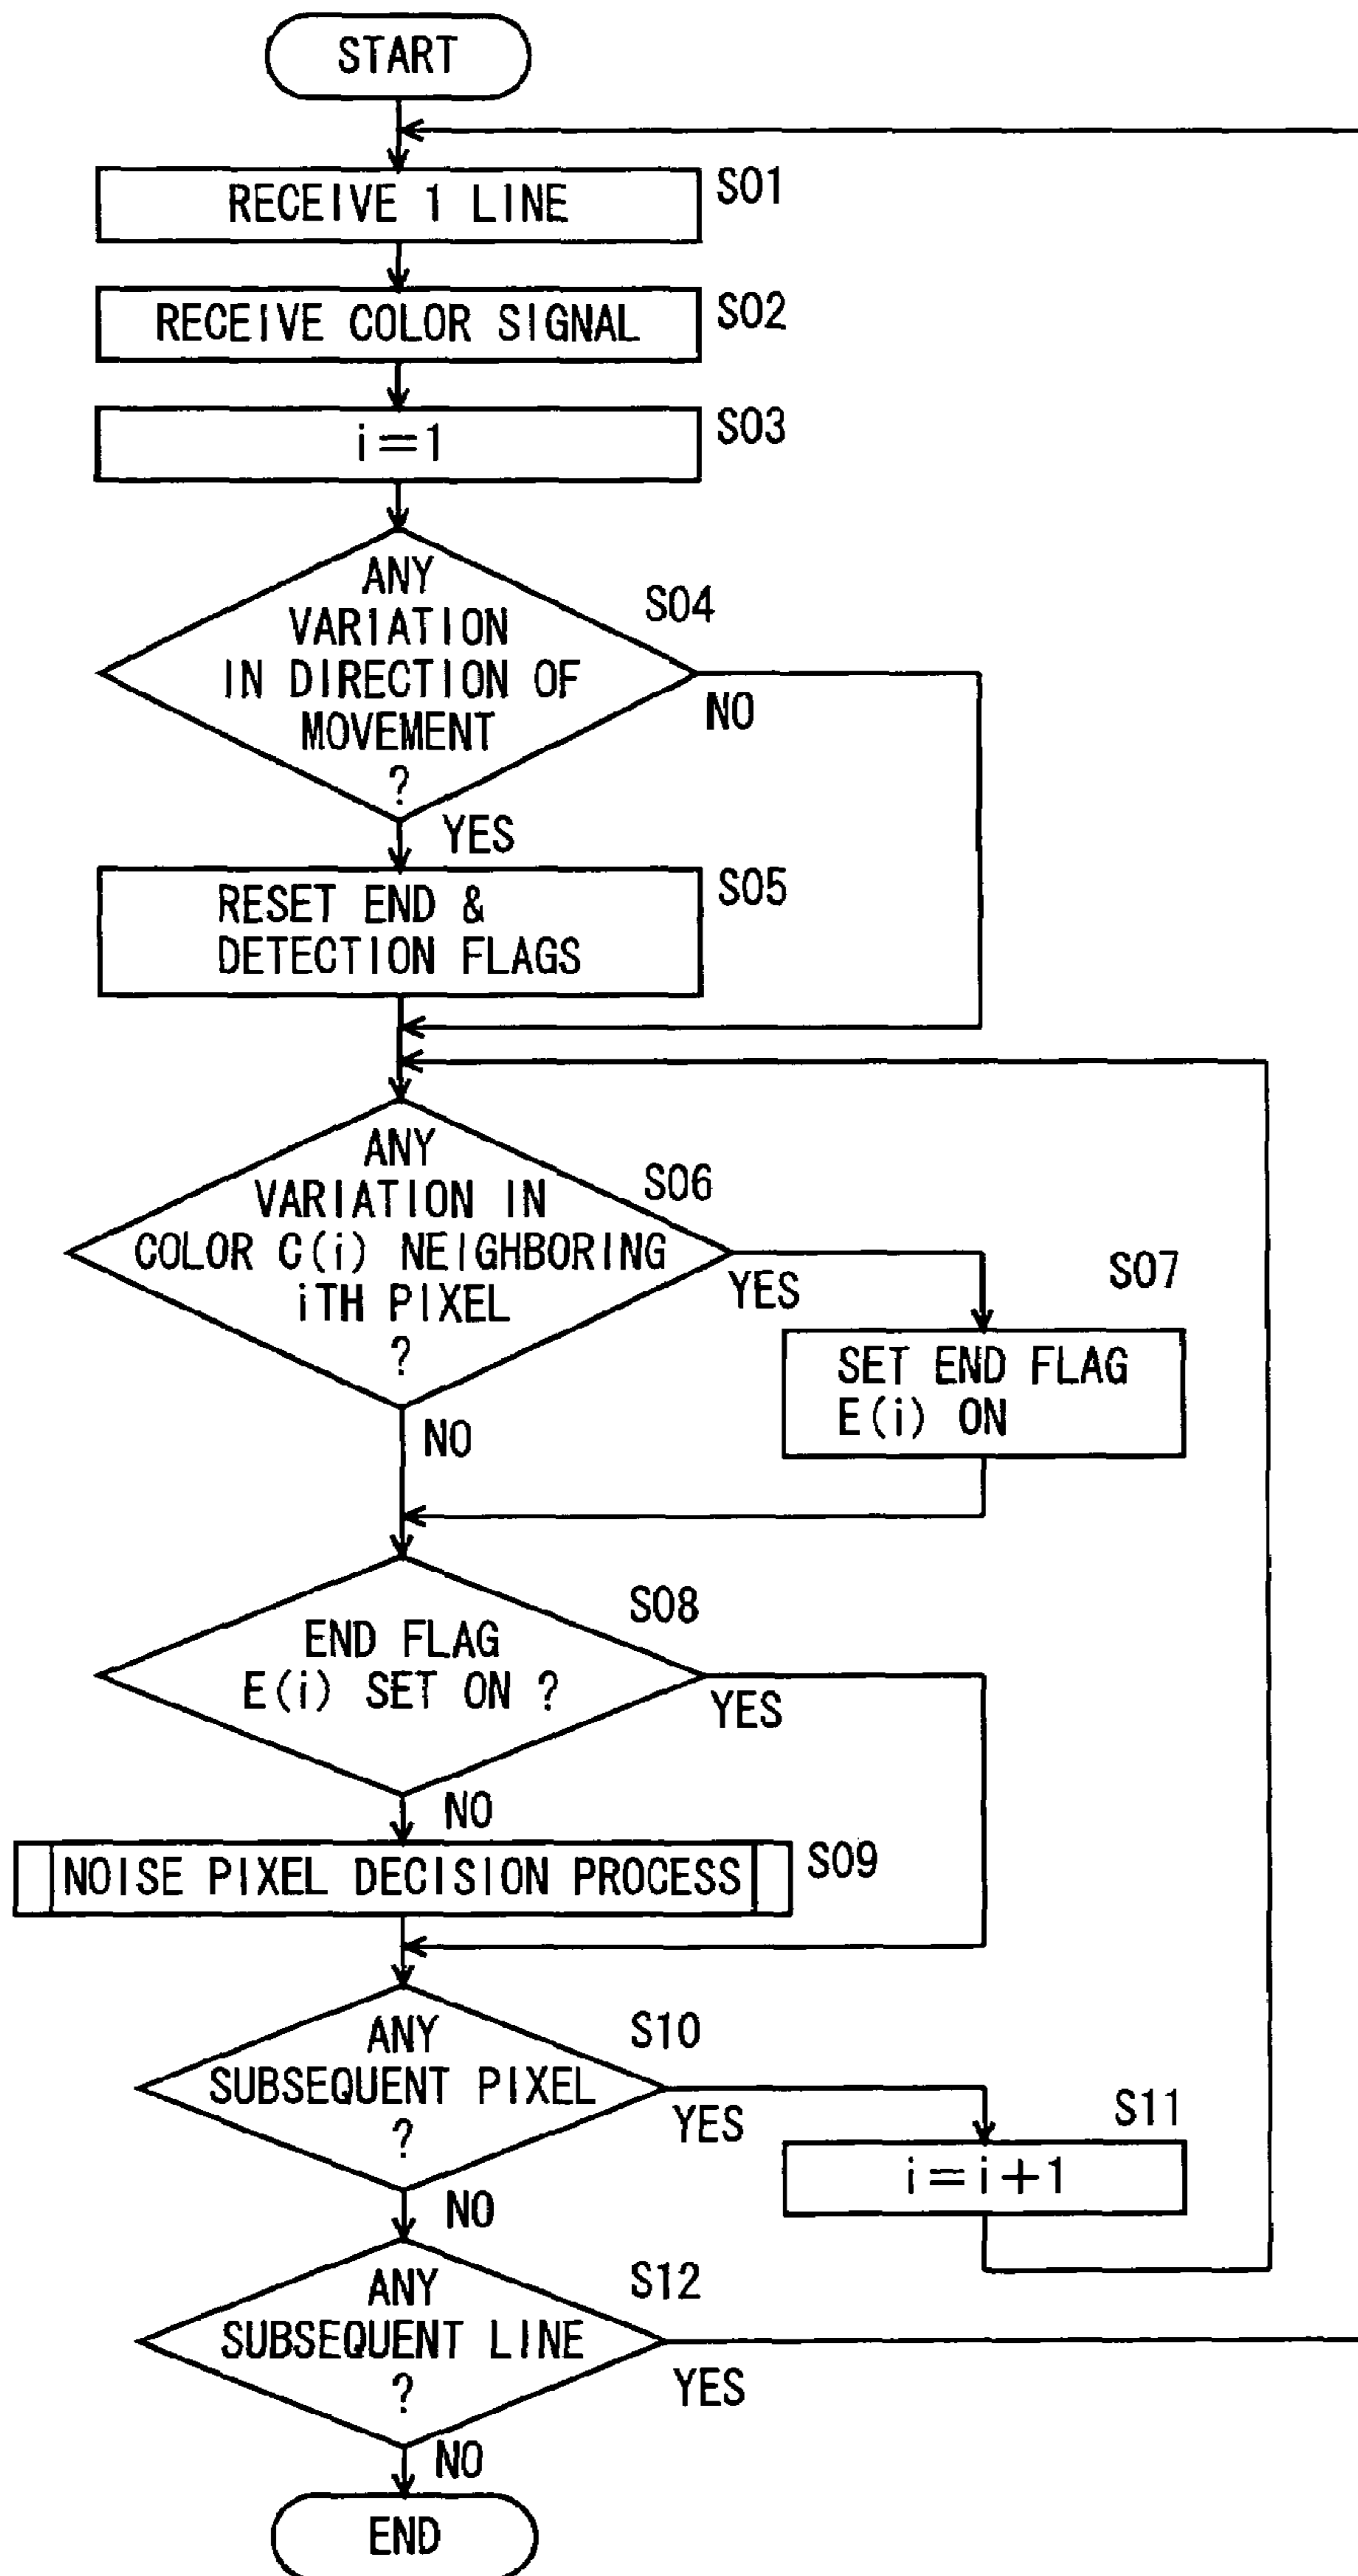 START
RECEIVE 1 LINE
S01
RECEIVE COLOR SIGNAL
S02
i=1
S03
ANY
VARIATION
IN DIRECTION OF
MOVEMENT
?
S04
NO
YES
RESET END &
DETECTION FLAGS
S05
ANY
VARIATION IN
COLOR C(i) NEIGHBORING
iTH PIXEL
?
S06
YES
S07
SET END FLAG
E(i) ON
NO
END FLAG
E(i) SET ON ?
S08
YES
NO
NOISE PIXEL DECISION PROCESS
S09
ANY
SUBSEQUENT PIXEL
?
S10
YES
S11
i=i+1
NO
ANY
SUBSEQUENT LINE
?
S12
YES
NO
END